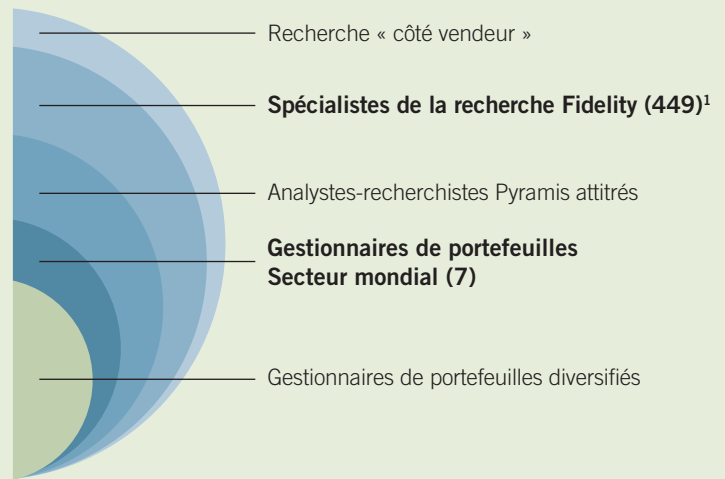 Recherche « côté vendeur »
Spécialistes de la recherche Fidelity (449)¹
Analystes-recherchistes Pyramis attitrés
Gestionnaires de portefeuilles
Secteur mondial (7)
Gestionnaires de portefeuilles diversifiés